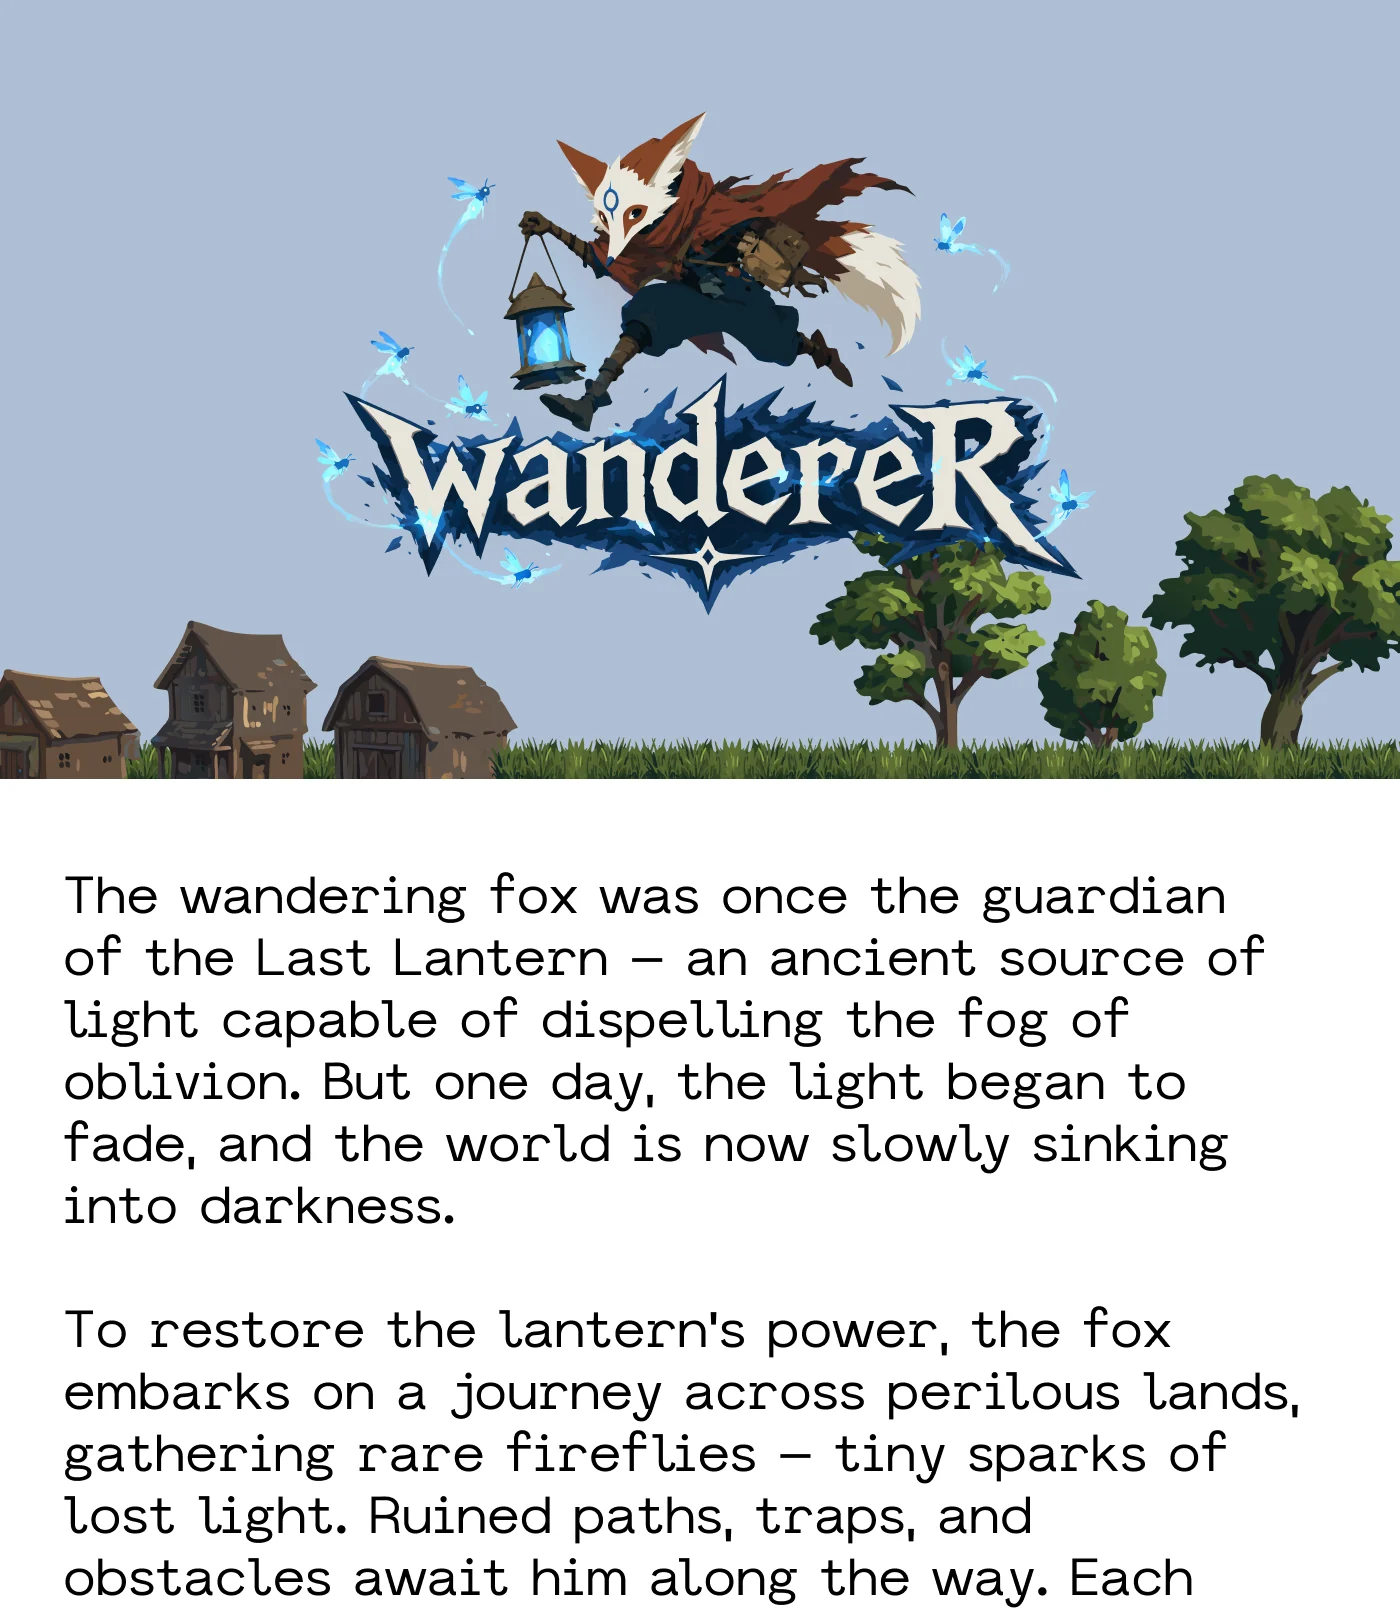 wandereR
The wandering fox was once the guardian
of the Last Lantern – an ancient source of
light capable of dispelling the fog of
oblivion. But one day, the light began to
fade, and the world is now slowly sinking
into darkness.
To restore the lantern's power, the fox
embarks on a journey across perilous lands,
gathering rare fireflies – tiny sparks of
lost light. Ruined paths, traps, and
obstacles await him along the way. Each